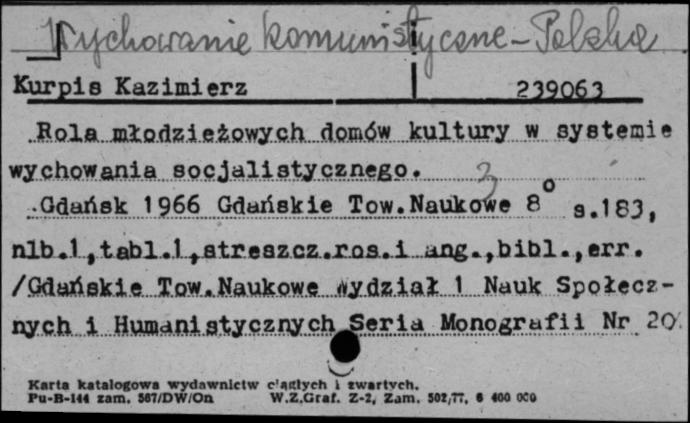 Wychowanie komunistyczne - Polska
Kurpis Kazimierz 239063
Rola młodzieżowych domów kultury w systemie
wychowania socjalistycznego.
Gdańsk 1966 Gdańskie Tow.Naukowe 8° s.183,
nlb.1,tabl.1,streszcz.ros.i ang.,bibl.,err.
/Gdańskie Tow.Naukowe Wydział 1 Nauk Społecz-
nych i Humanistycznych Seria Monografii Nr 20
Karta katalogowa wydawnictw ciągłych i zwartych.
Pu-B-144 zam. 567/DW/On W.Z.Graf. Z-2, Zam. 502/77, 6 400 000